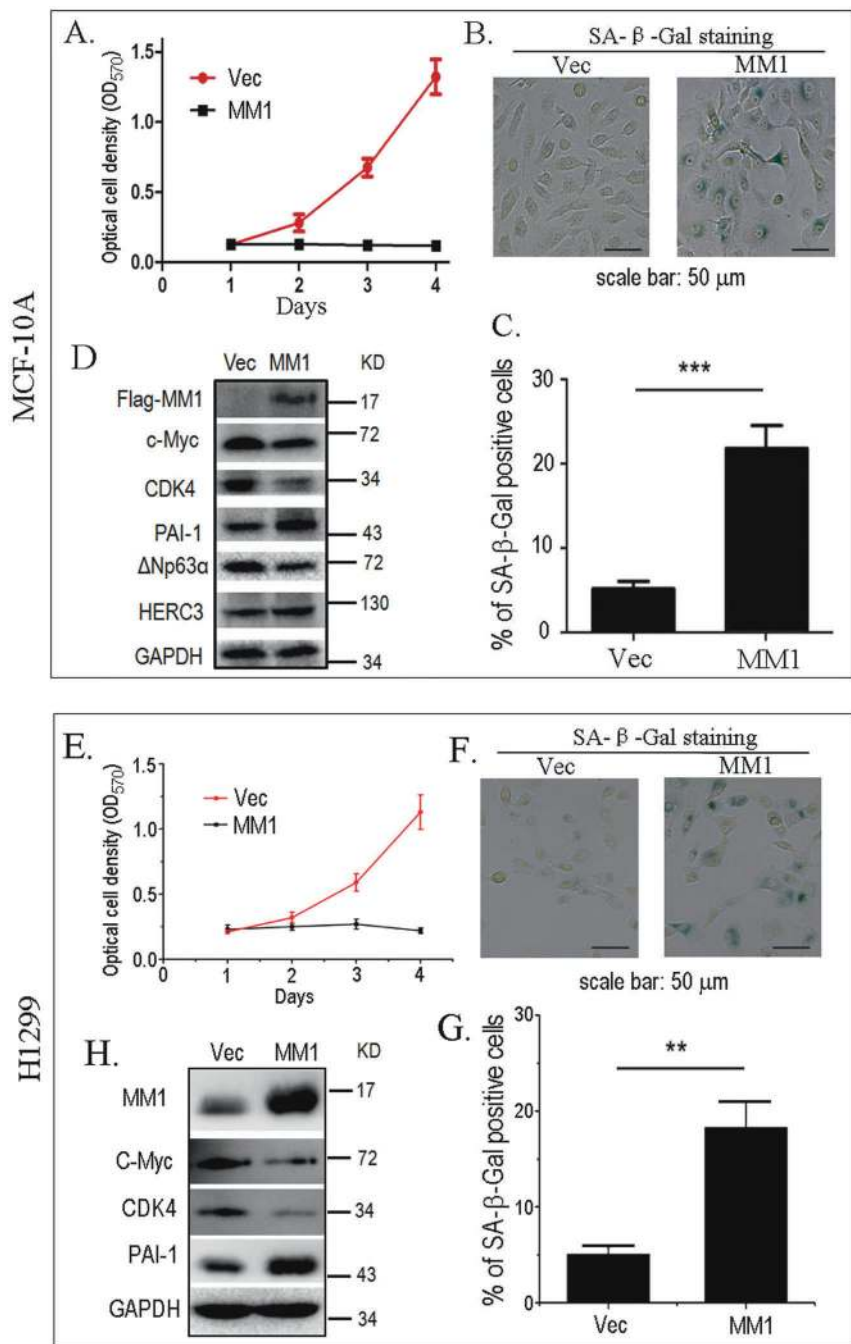 MCF-10A
A.
Optical cell density (OD570)
1.5
1.0
0.5
0.0
Vec
MM1
0 1 2 3 4
Days
B.
SA- β -Gal staining
Vec MM1
scale bar: 50 μm
C.
% of SA-β-Gal positive cells
30
20
10
0
***
Vec MM1
D
Vec MM1 KD
Flag-MM1 17
c-Myc 72
CDK4 34
PAI-1 43
ΔNp63α 72
HERC3 130
GAPDH 34
H1299
E.
Optical cell density (OD570)
1.5
1.0
0.5
0.0
Vec
MM1
0 1 2 3 4
Days
F.
SA- β -Gal staining
Vec MM1
scale bar: 50 μm
G.
% of SA-β-Gal positive cells
30
20
10
0
**
Vec MM1
H.
Vec MM1 KD
MM1 17
C-Myc 72
CDK4 34
PAI-1 43
GAPDH 34